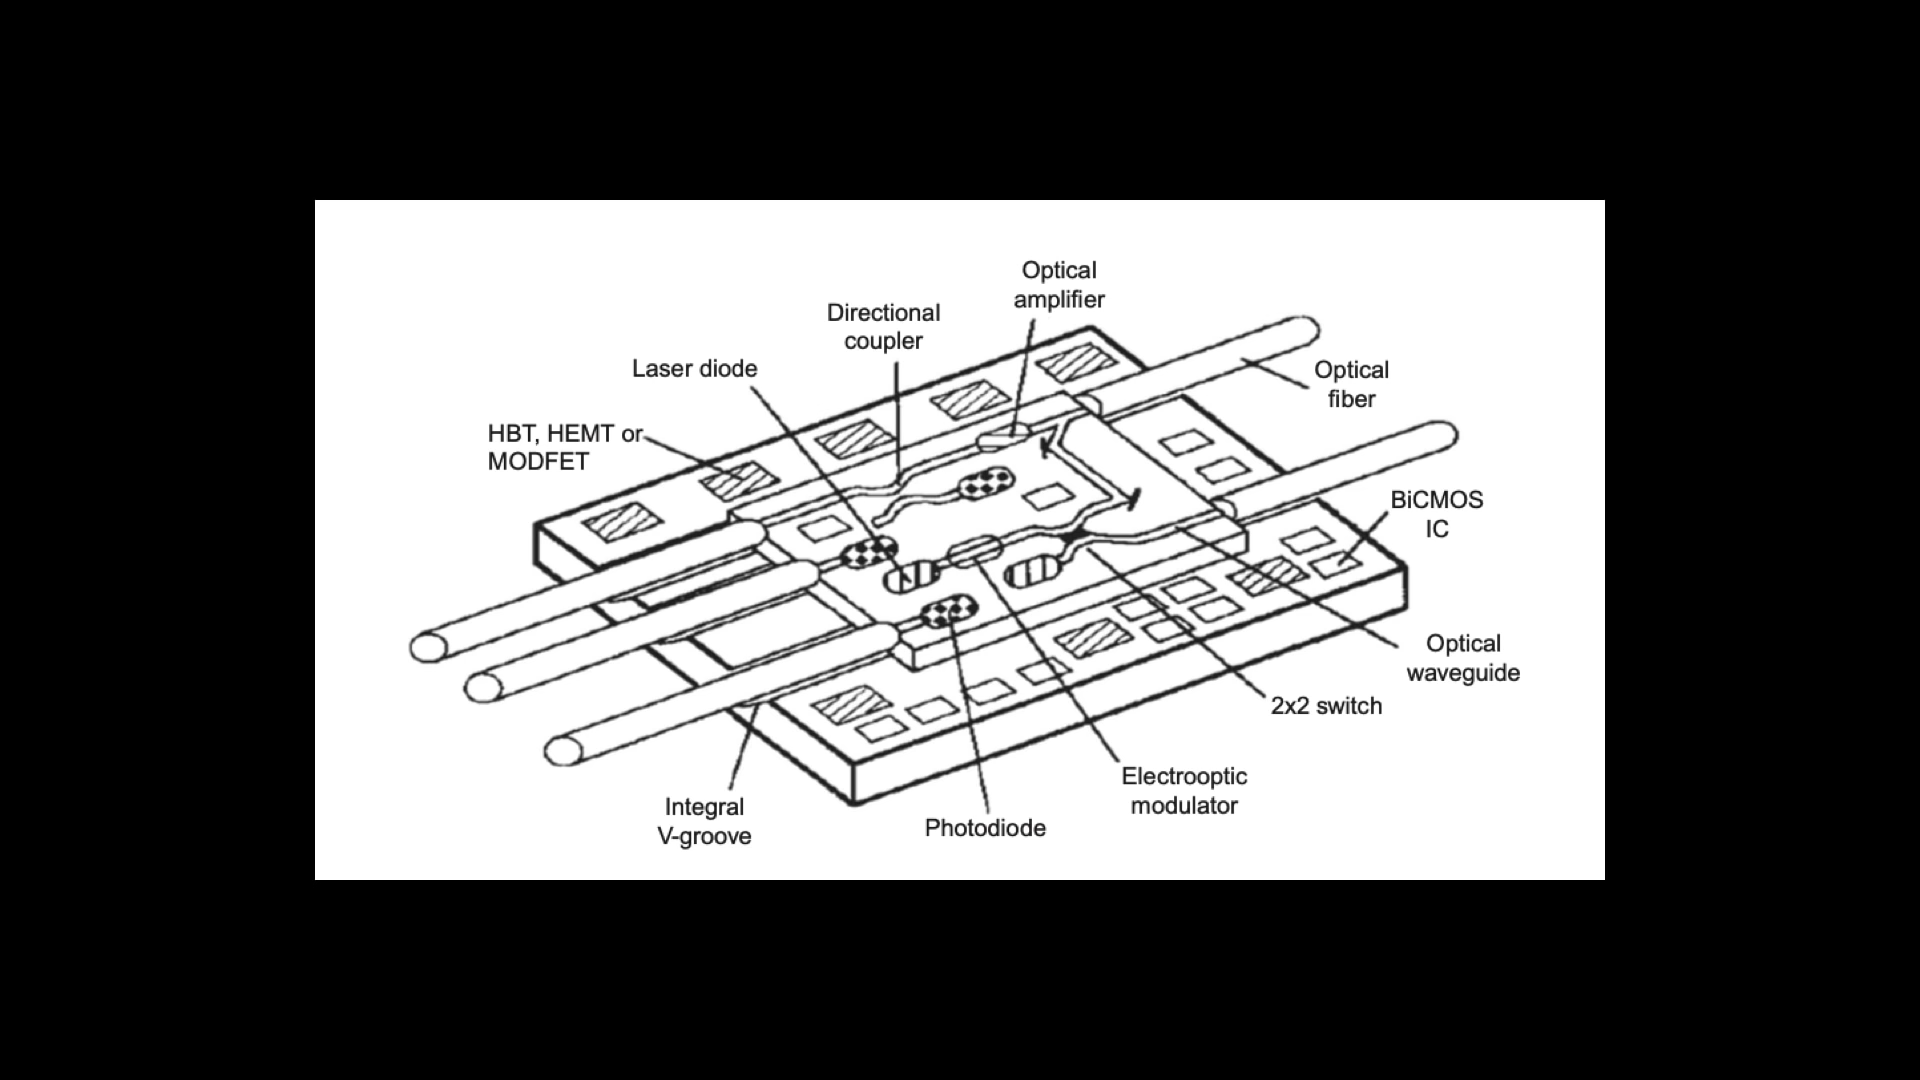 Optical
amplifier
Directional
coupler
Laser diode
Optical
fiber
HBT, HEMT or
MODFET
BiCMOS
IC
Optical
waveguide
2x2 switch
Electrooptic
modulator
Integral
V-groove
Photodiode